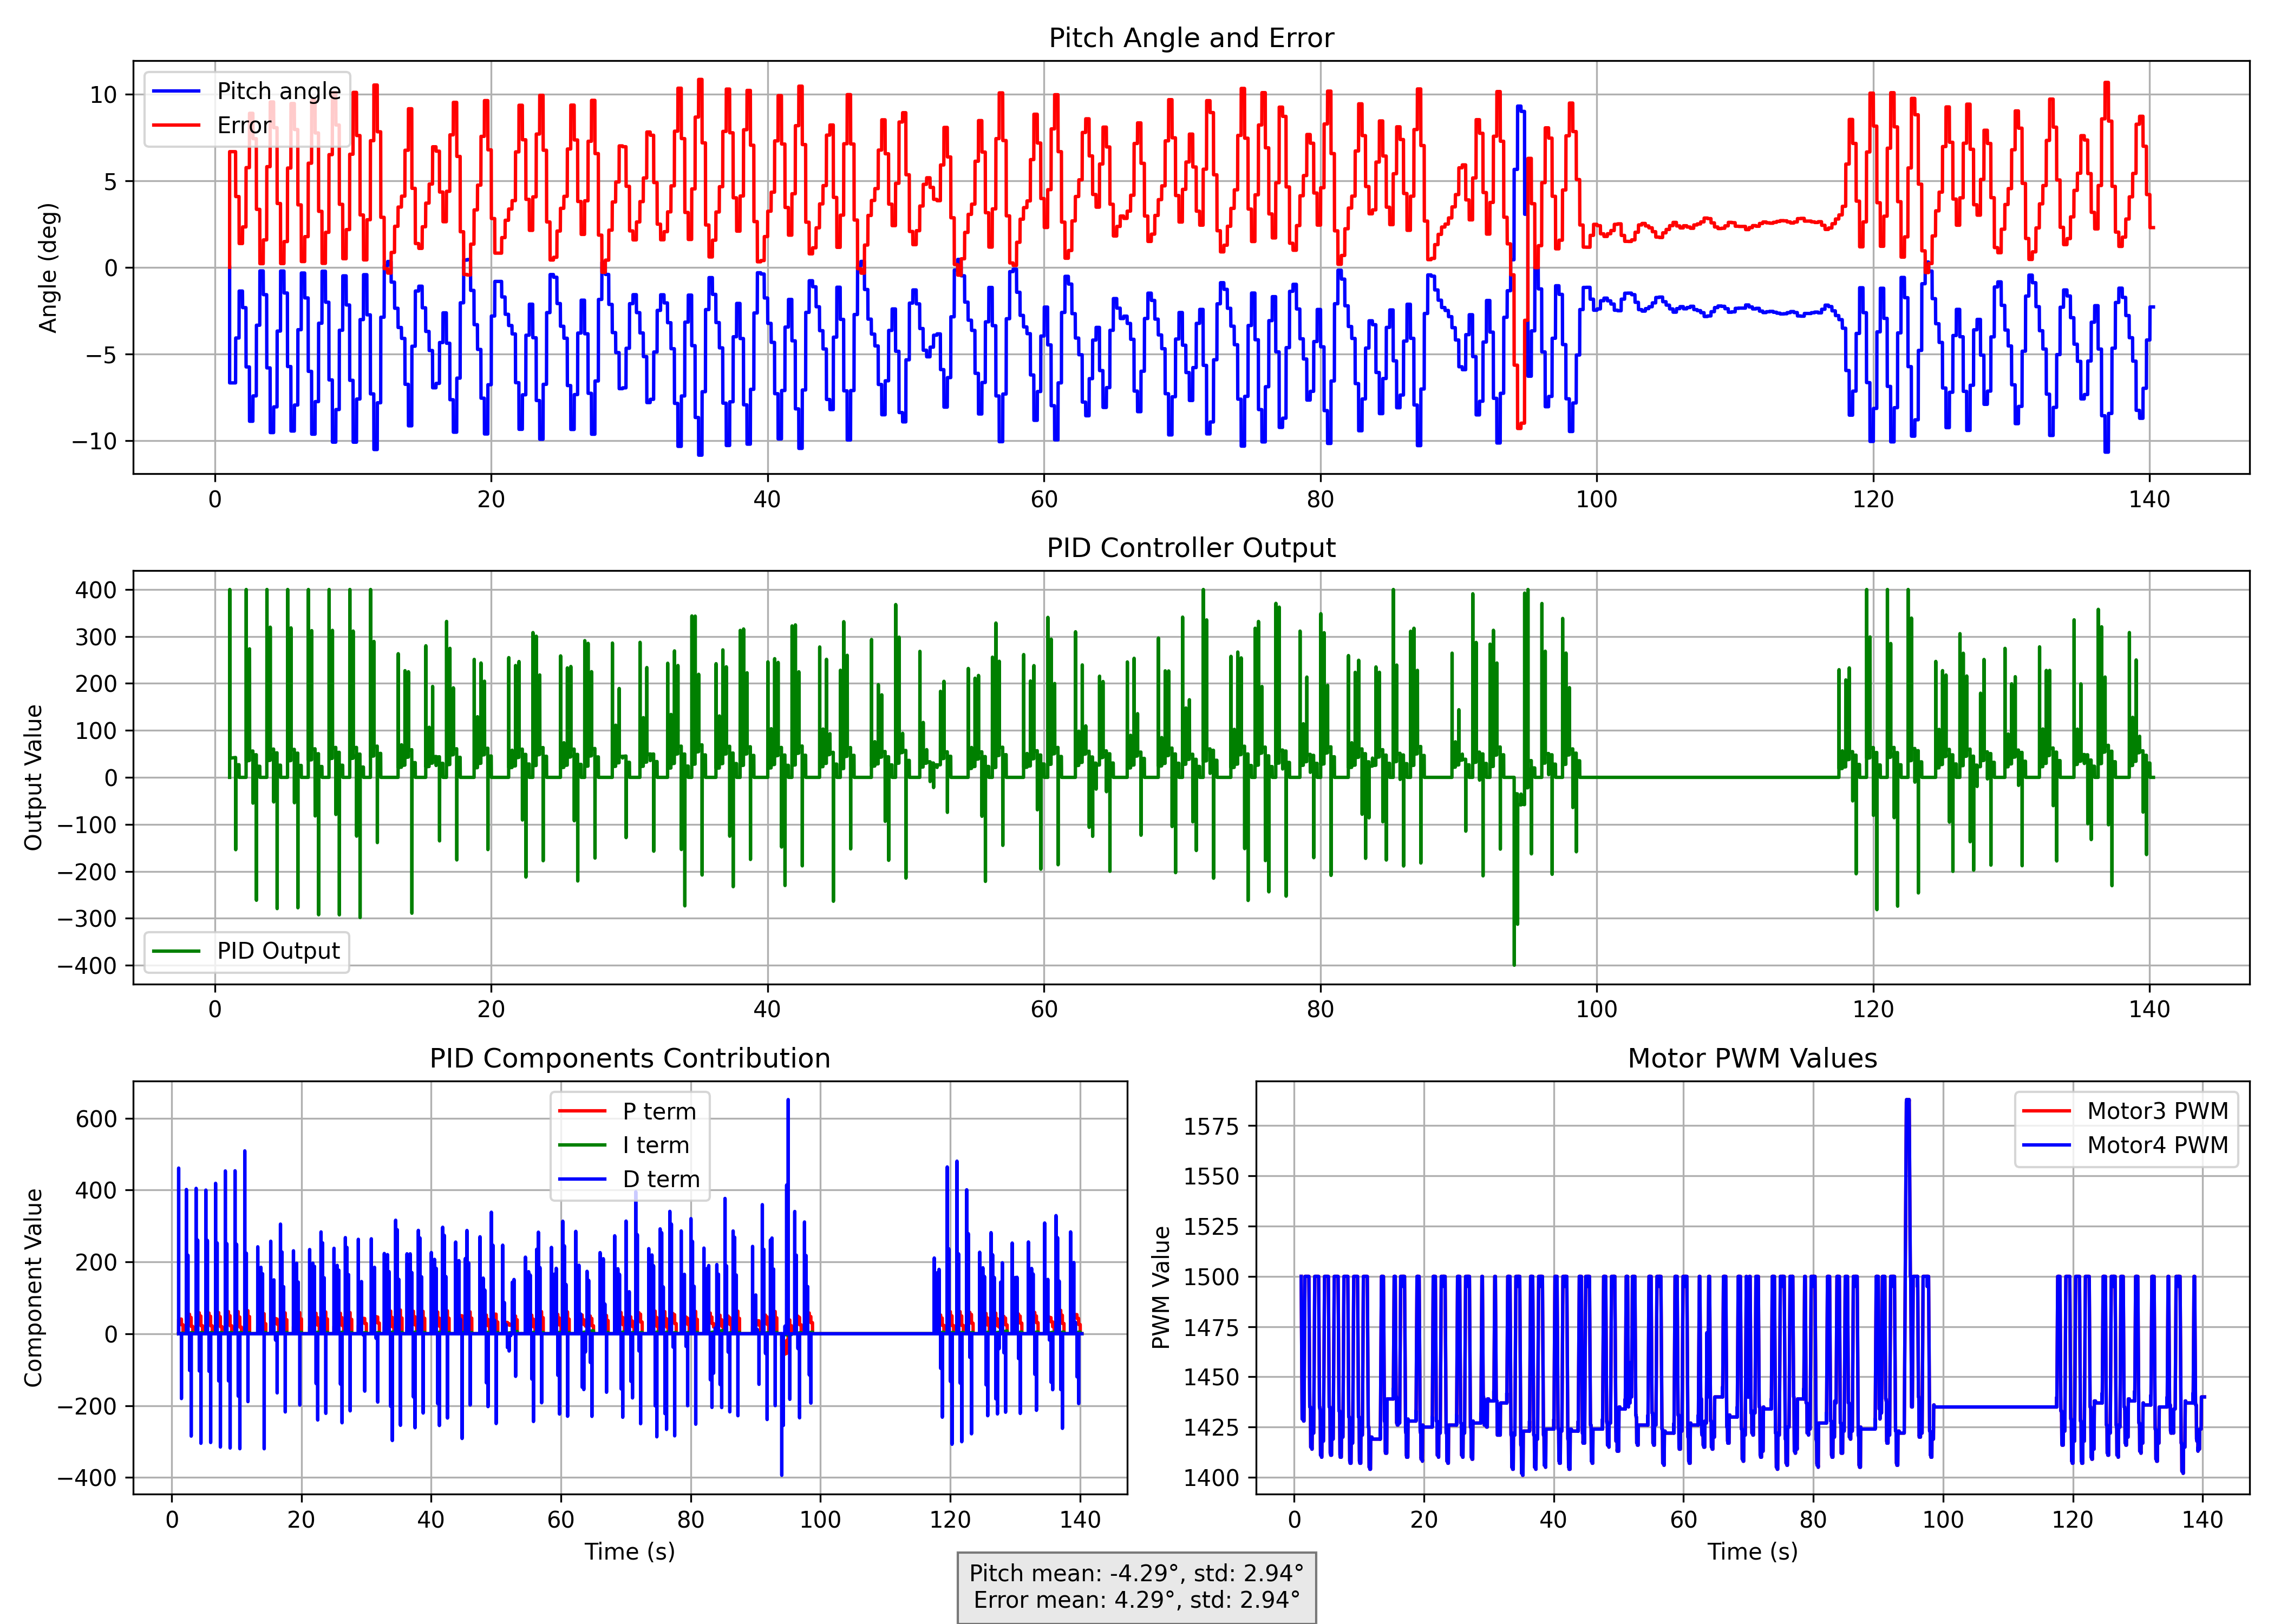 Pitch Angle and Error
Angle (deg)
10
5
0
−5
−10
Pitch angle
Error
0 20 40 60 80 100 120 140
PID Controller Output
Output Value
400
300
200
100
0
−100
−200
−300
−400
PID Output
0 20 40 60 80 100 120 140
PID Components Contribution
Component Value
600
400
200
0
−200
−400
P term
I term
D term
0 20 40 60 80 100 120 140
Time (s)
Motor PWM Values
PWM Value
1575
1550
1525
1500
1475
1450
1425
1400
Motor3 PWM
Motor4 PWM
0 20 40 60 80 100 120 140
Time (s)
Pitch mean: -4.29°, std: 2.94°
Error mean: 4.29°, std: 2.94°